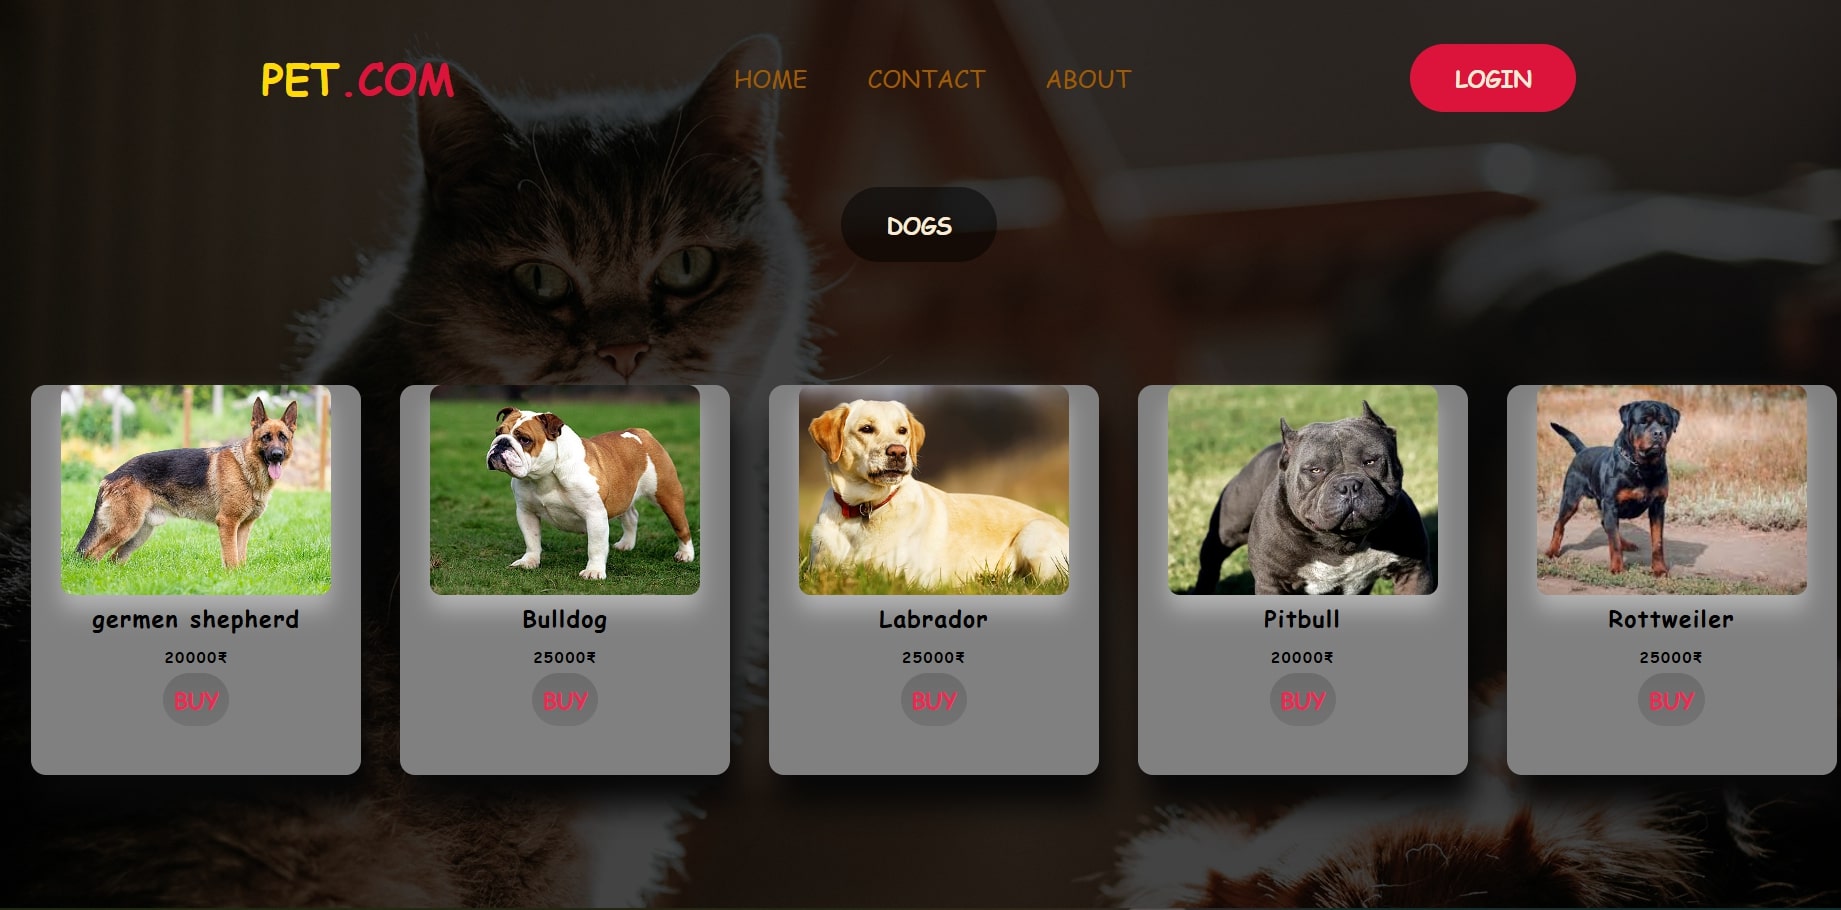 PET.COM HOME CONTACT ABOUT LOGIN
DOGS
germen shepherd Bulldog Labrador Pitbull Rottweiler
20000₹ 25000₹ 25000₹ 20000₹ 25000₹
BUY BUY BUY BUY BUY